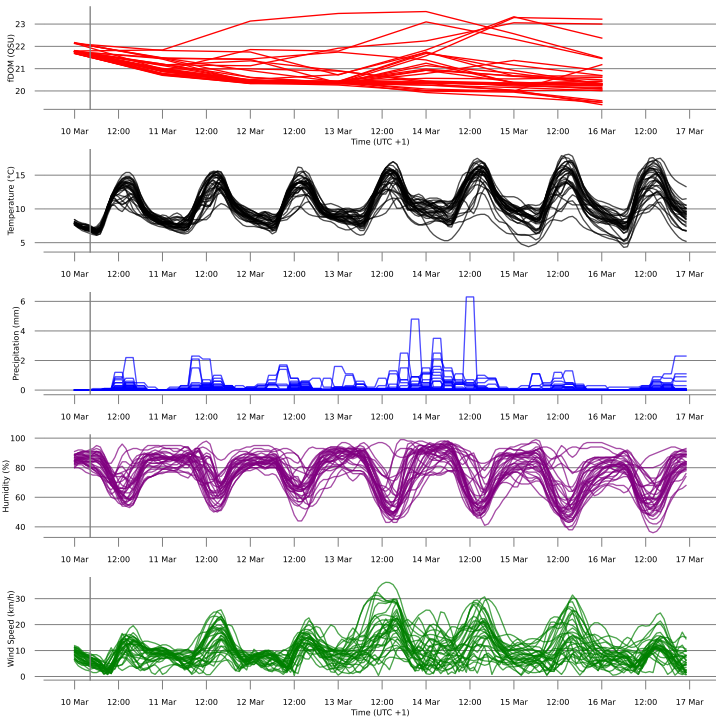 23
22
21
20
fDOM (QSU)
10 Mar 12:00 11 Mar 12:00 12 Mar 12:00 13 Mar 12:00 14 Mar 12:00 15 Mar 12:00 16 Mar 12:00 17 Mar
Time (UTC +1)
15
10
5
Temperature (°C)
10 Mar 12:00 11 Mar 12:00 12 Mar 12:00 13 Mar 12:00 14 Mar 12:00 15 Mar 12:00 16 Mar 12:00 17 Mar
6
4
2
0
Precipitation (mm)
10 Mar 12:00 11 Mar 12:00 12 Mar 12:00 13 Mar 12:00 14 Mar 12:00 15 Mar 12:00 16 Mar 12:00 17 Mar
100
80
60
40
Humidity (%)
10 Mar 12:00 11 Mar 12:00 12 Mar 12:00 13 Mar 12:00 14 Mar 12:00 15 Mar 12:00 16 Mar 12:00 17 Mar
30
20
10
0
Wind Speed (km/h)
10 Mar 12:00 11 Mar 12:00 12 Mar 12:00 13 Mar 12:00 14 Mar 12:00 15 Mar 12:00 16 Mar 12:00 17 Mar
Time (UTC +1)